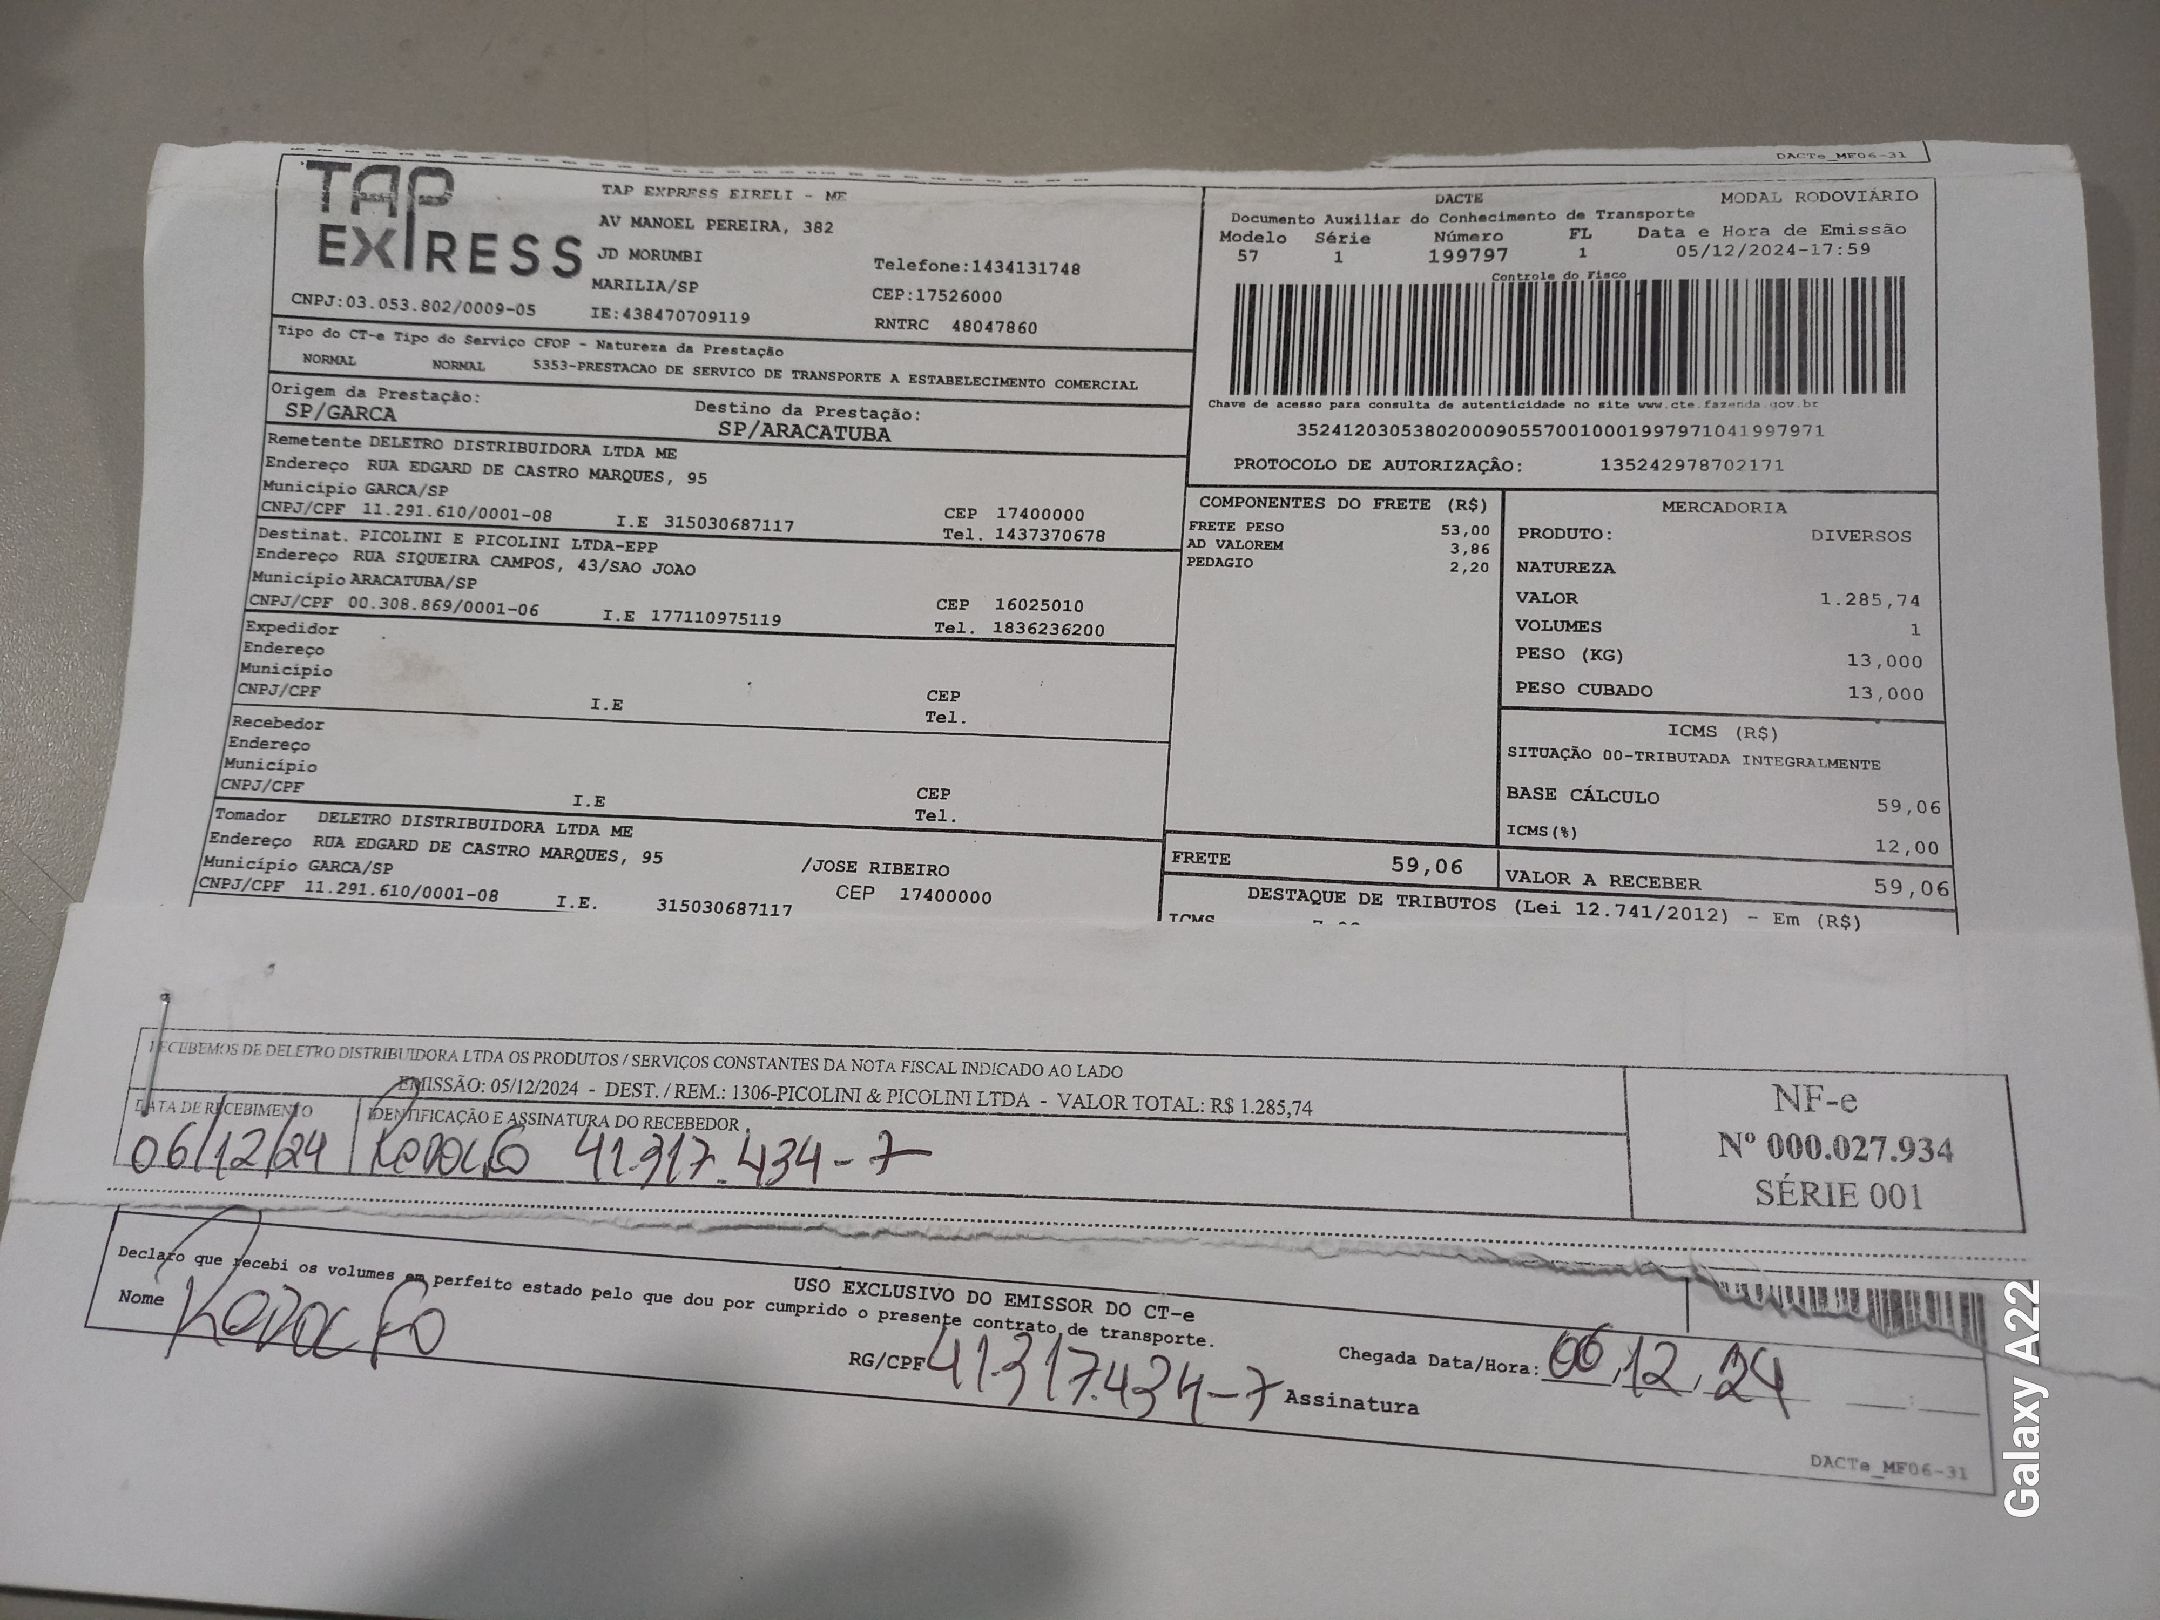 DACTe_MF06-31
TAP EXPRESS
TAP EXPRESS EIRELI - ME
AV MANOEL PEREIRA, 382
JD MORUMBI
MARILIA/SP
Telefone:1434131748
CEP:17526000
CNPJ:03.053.802/0009-05 IE:438470709119 RNTRC 48047860
DACTE MODAL RODOVIÁRIO
Documento Auxiliar do Conhecimento de Transporte
Modelo Série Número FL Data e Hora de Emissão
57 1 199797 1 05/12/2024-17:59
Controle do Fisco
Chave de acesso para consulta de autenticidade no site www.cte.fazenda.gov.br
35241203053802000905570010001997971041997971
PROTOCOLO DE AUTORIZAÇÂO: 135242978702171
Tipo do CT-e Tipo do Serviço CFOP - Natureza da Prestação
NORMAL NORMAL 5353-PRESTACAO DE SERVICO DE TRANSPORTE A ESTABELECIMENTO COMERCIAL
Origem da Prestação: Destino da Prestação:
SP/GARCA SP/ARACATUBA
Remetente DELETRO DISTRIBUIDORA LTDA ME
Endereço RUA EDGARD DE CASTRO MARQUES, 95
Município GARCA/SP CEP 17400000
CNPJ/CPF 11.291.610/0001-08 I.E 315030687117 Tel. 1437370678
Destinat. PICOLINI E PICOLINI LTDA-EPP
Endereço RUA SIQUEIRA CAMPOS, 43/SAO JOAO
Município ARACATUBA/SP CEP 16025010
CNPJ/CPF 00.308.869/0001-06 I.E 177110975119 Tel. 1836236200
Expedidor
Endereço
Município CEP
CNPJ/CPF I.E Tel.
Recebedor
Endereço
Município CEP
CNPJ/CPF I.E Tel.
Tomador DELETRO DISTRIBUIDORA LTDA ME
Endereço RUA EDGARD DE CASTRO MARQUES, 95 /JOSE RIBEIRO
Município GARCA/SP CEP 17400000
CNPJ/CPF 11.291.610/0001-08 I.E. 315030687117
COMPONENTES DO FRETE (R$)
FRETE PESO 53,00
AD VALOREM 3,86
PEDAGIO 2,20
FRETE 59,06
MERCADORIA
PRODUTO: DIVERSOS
NATUREZA
VALOR 1.285,74
VOLUMES 1
PESO (KG) 13,000
PESO CUBADO 13,000
ICMS (R$)
SITUAÇÃO 00-TRIBUTADA INTEGRALMENTE
BASE CÁLCULO 59,06
ICMS(%) 12,00
VALOR A RECEBER 59,06
DESTAQUE DE TRIBUTOS (Lei 12.741/2012) - Em (R$)
ICMS
RECEBEMOS DE DELETRO DISTRIBUIDORA LTDA OS PRODUTOS / SERVIÇOS CONSTANTES DA NOTA FISCAL INDICADO AO LADO
EMISSÃO: 05/12/2024 - DEST. / REM.: 1306-PICOLINI & PICOLINI LTDA - VALOR TOTAL: R$ 1.285,74
DATA DE RECEBIMENTO IDENTIFICAÇÃO E ASSINATURA DO RECEBEDOR
06/12/24 41.317.434-7
NF-e
Nº 000.027.934
SÉRIE 001
USO EXCLUSIVO DO EMISSOR DO CT-e
Declaro que recebi os volumes em perfeito estado pelo que dou por cumprido o presente contrato de transporte.
Nome RG/CPF 41.317.434-7 Assinatura Chegada Data/Hora: 06,12,24 :
DACTe_MF06-31
Galaxy A22